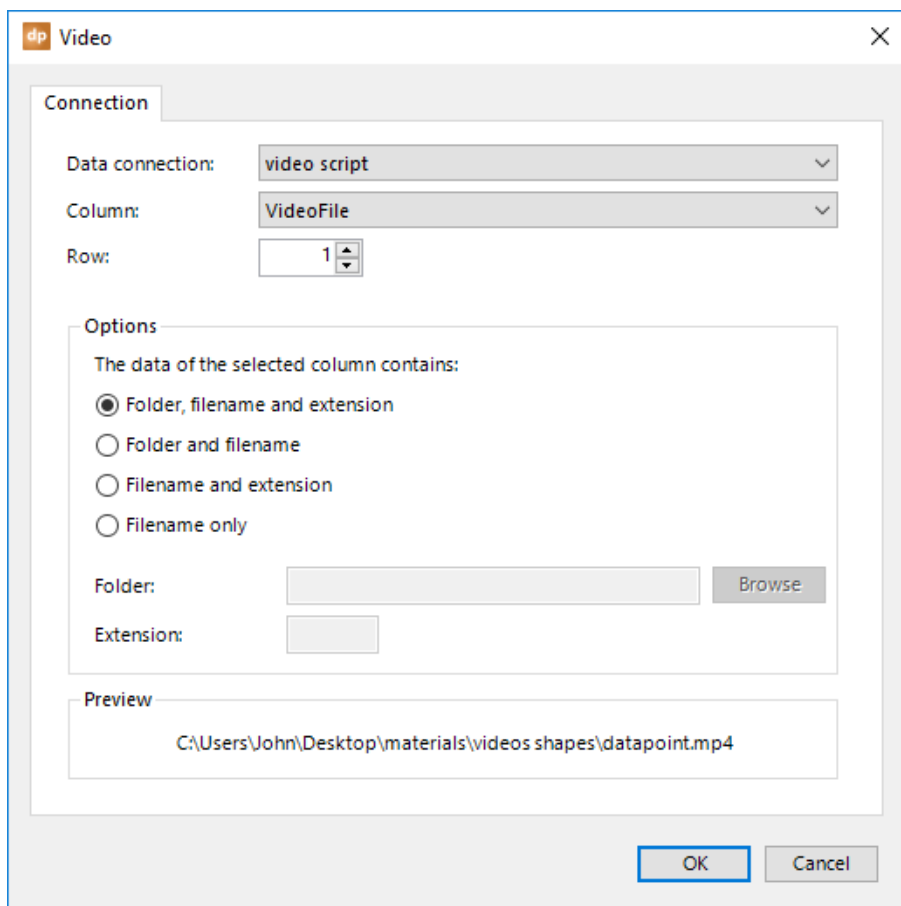 dp Video
Connection
Data connection: video script
Column: VideoFile
Row: 1
Options
The data of the selected column contains:
Folder, filename and extension
Folder and filename
Filename and extension
Filename only
Folder: Browse
Extension:
Preview
C:\Users\John\Desktop\materials\videos shapes\datapoint.mp4
OK Cancel